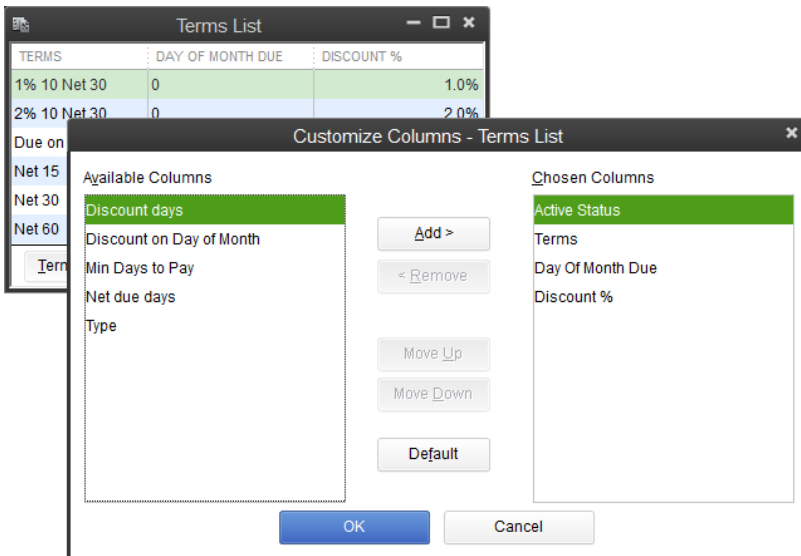 Terms List
TERMS DAY OF MONTH DUE DISCOUNT %
1% 10 Net 30 0 1.0%
2% 10 Net 30 0 2.0%
Due on
Net 15
Net 30
Net 60
Term
Customize Columns - Terms List
Available Columns
Discount days
Discount on Day of Month
Min Days to Pay
Net due days
Type
Add >
< Remove
Move Up
Move Down
Default
Chosen Columns
Active Status
Terms
Day Of Month Due
Discount %
OK Cancel